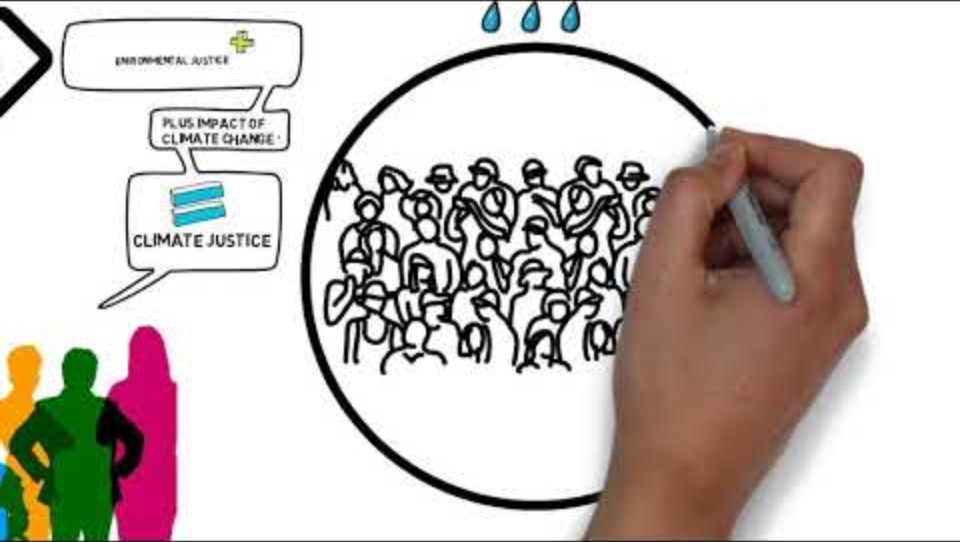 ENVIRONMENTAL JUSTICE
PLUS IMPACT OF
CLIMATE CHANGE
CLIMATE JUSTICE